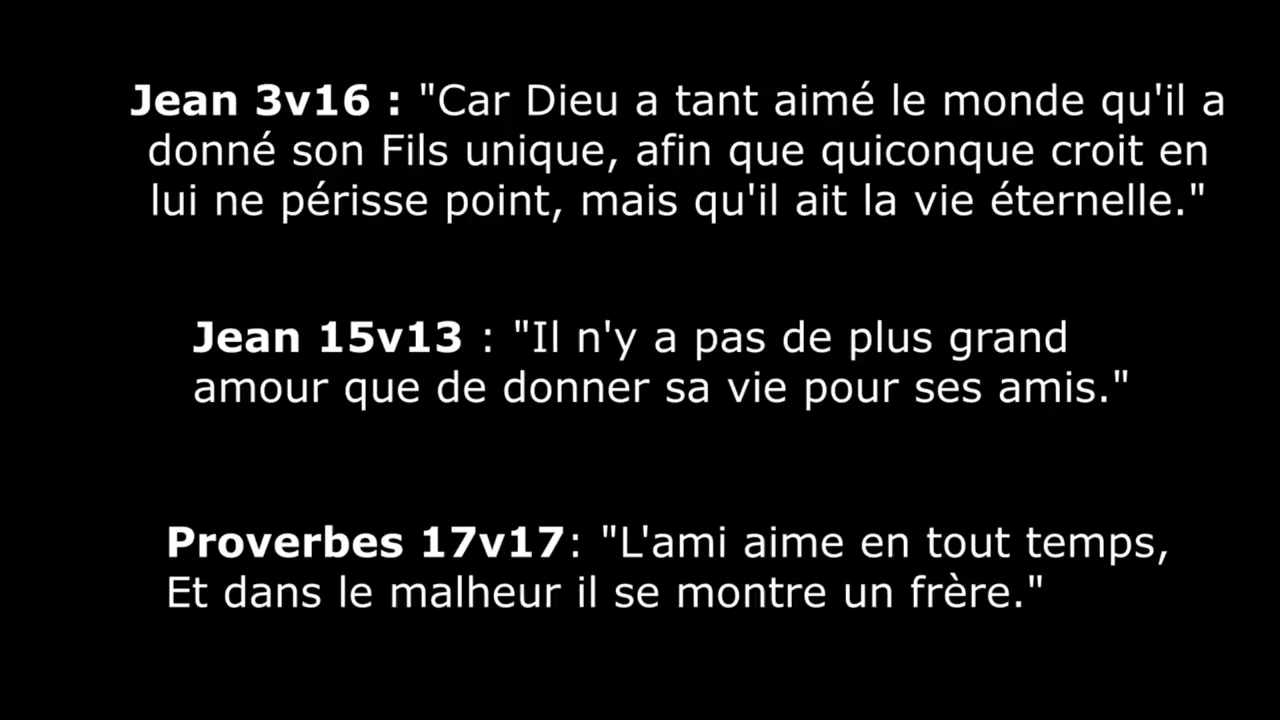 Jean 3v16 : "Car Dieu a tant aimé le monde qu'il a
donné son Fils unique, afin que quiconque croit en
lui ne périsse point, mais qu'il ait la vie éternelle."
Jean 15v13 : "Il n'y a pas de plus grand
amour que de donner sa vie pour ses amis."
Proverbes 17v17: "L'ami aime en tout temps,
Et dans le malheur il se montre un frère."